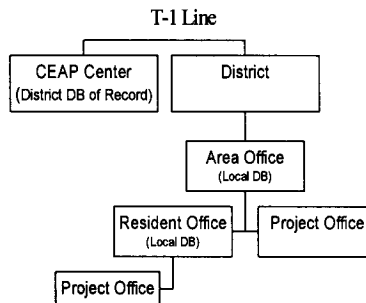 T-1 Line
CEAP Center
(District DB of Record)
District
Area Office
(Local DB)
Resident Office
(Local DB)
Project Office
Project Office